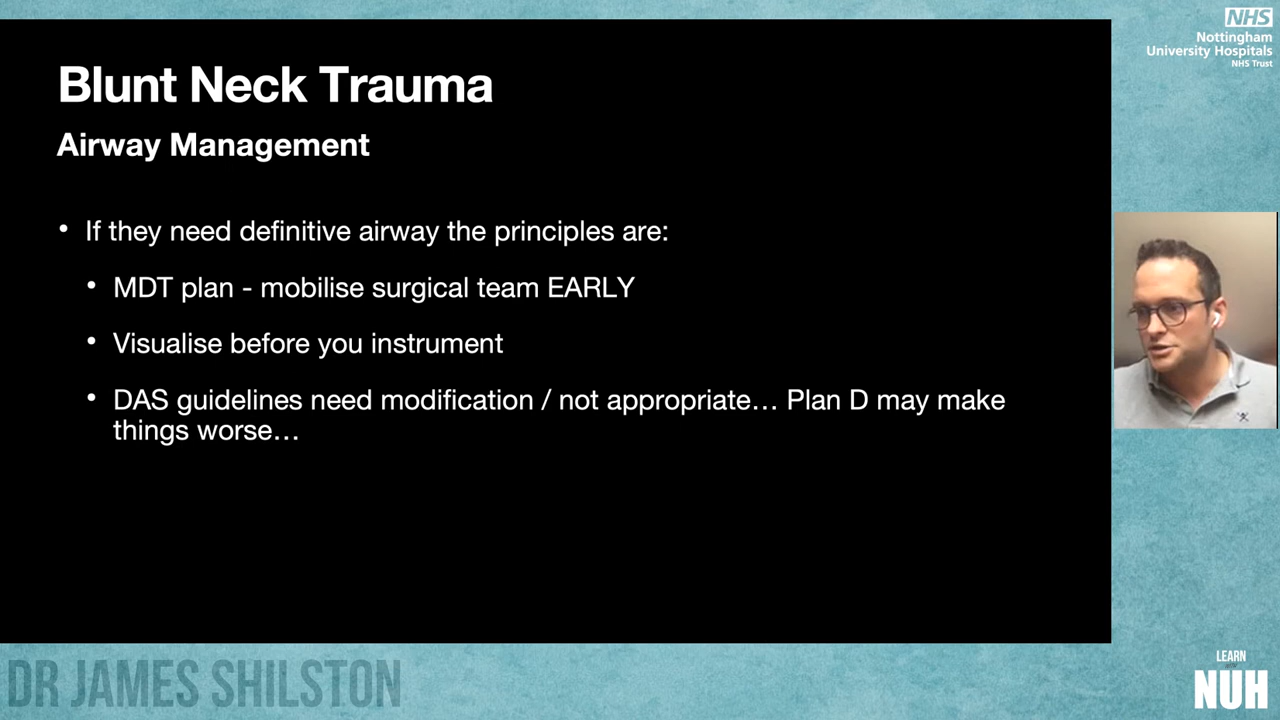 NHS
Nottingham
University Hospitals
NHS Trust
Blunt Neck Trauma
Airway Management
• If they need definitive airway the principles are:
• MDT plan - mobilise surgical team EARLY
• Visualise before you instrument
• DAS guidelines need modification / not appropriate… Plan D may make
things worse…
DR JAMES SHILSTON
LEARN
NUH